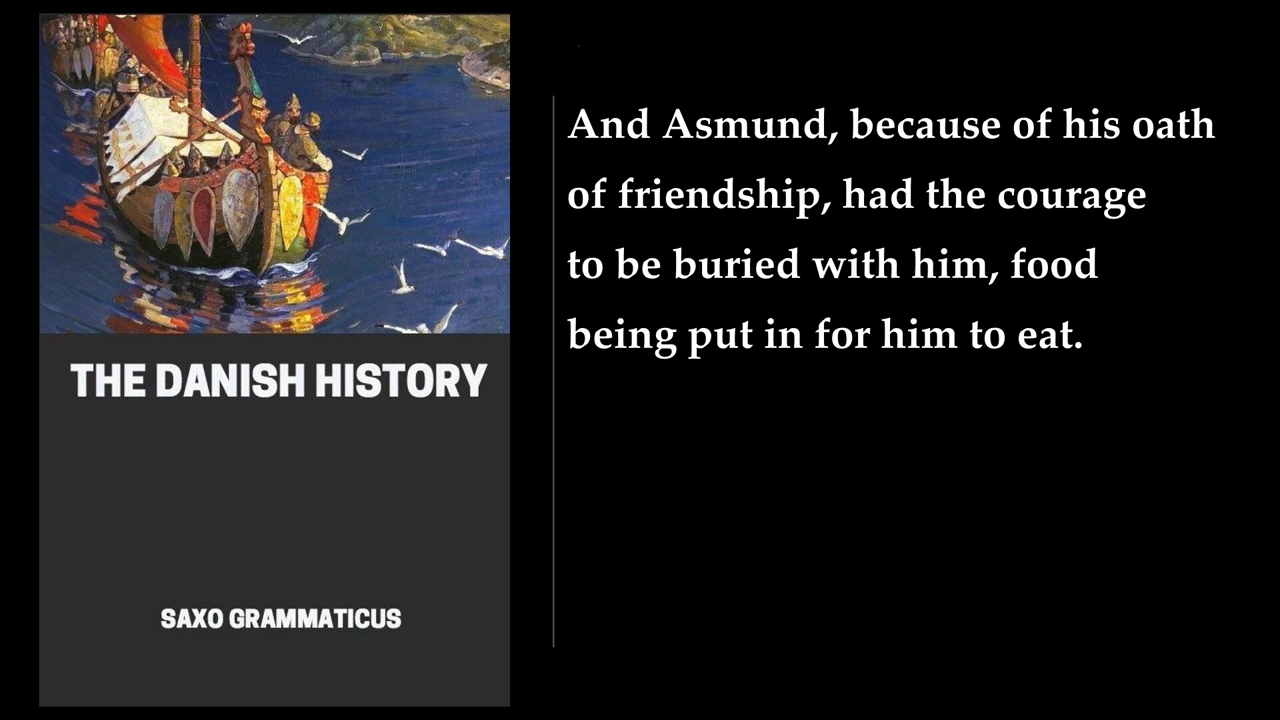 THE DANISH HISTORY
SAXO GRAMMATICUS
And Asmund, because of his oath
of friendship, had the courage
to be buried with him, food
being put in for him to eat.